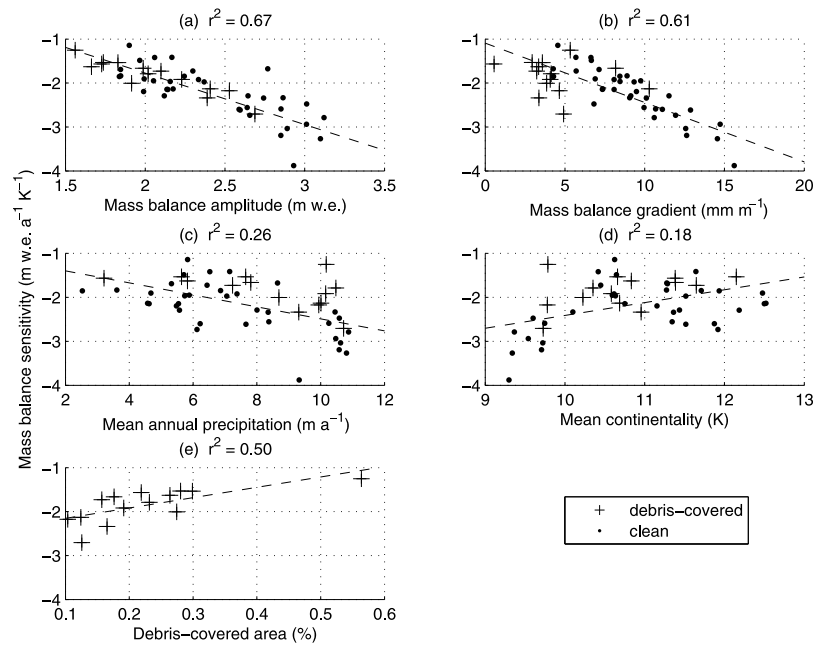 (a) r² = 0.67
(b) r² = 0.61
−1
−2
−3
−4
1.5 2 2.5 3 3.5
Mass balance amplitude (m w.e.)
−1
−2
−3
−4
0 5 10 15 20
Mass balance gradient (mm m⁻¹)
Mass balance sensitivity (m w.e. a⁻¹ K⁻¹)
(c) r² = 0.26
(d) r² = 0.18
−1
−2
−3
−4
2 4 6 8 10 12
Mean annual precipitation (m a⁻¹)
−1
−2
−3
−4
9 10 11 12 13
Mean continentality (K)
(e) r² = 0.50
−1
−2
−3
−4
0.1 0.2 0.3 0.4 0.5 0.6
Debris−covered area (%)
debris−covered
clean